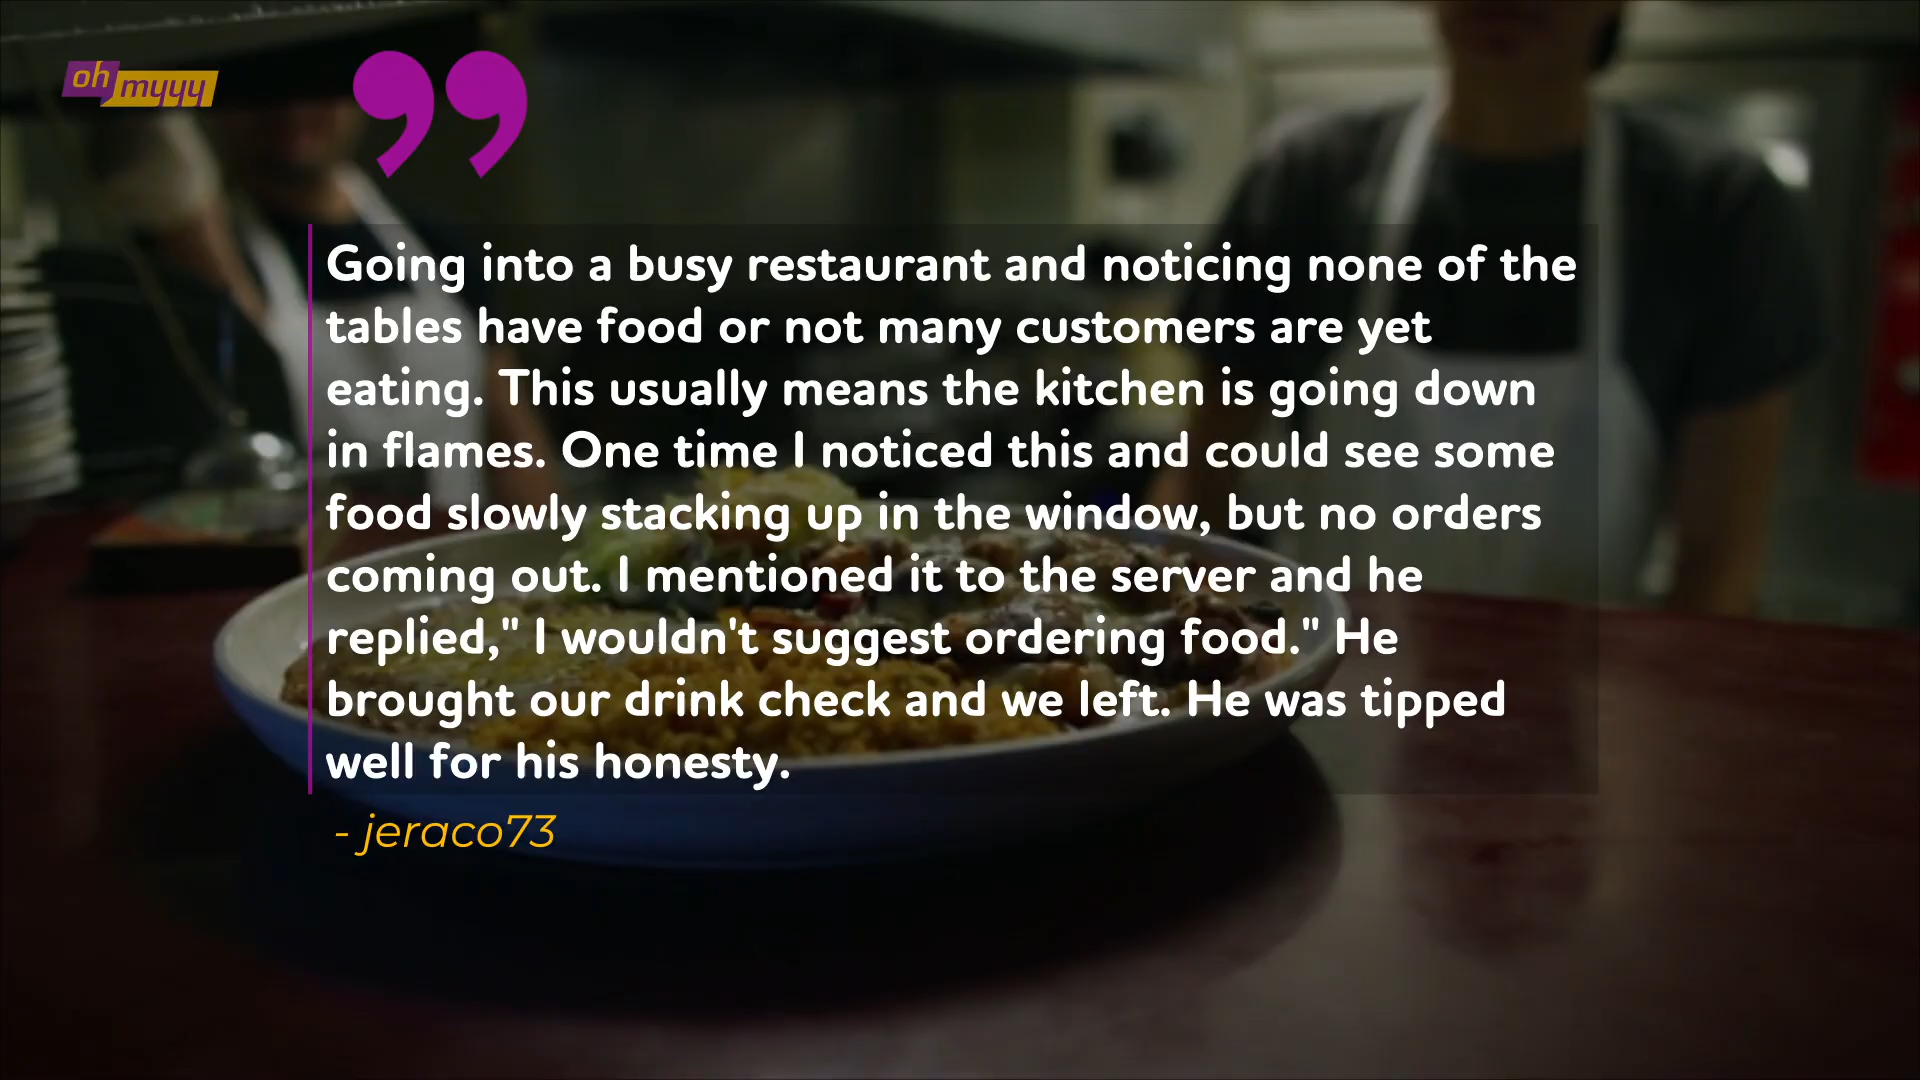 oh
myyy
Going into a busy restaurant and noticing none of the
tables have food or not many customers are yet
eating. This usually means the kitchen is going down
in flames. One time I noticed this and could see some
food slowly stacking up in the window, but no orders
coming out. I mentioned it to the server and he
replied," I wouldn't suggest ordering food." He
brought our drink check and we left. He was tipped
well for his honesty.
- jeraco73